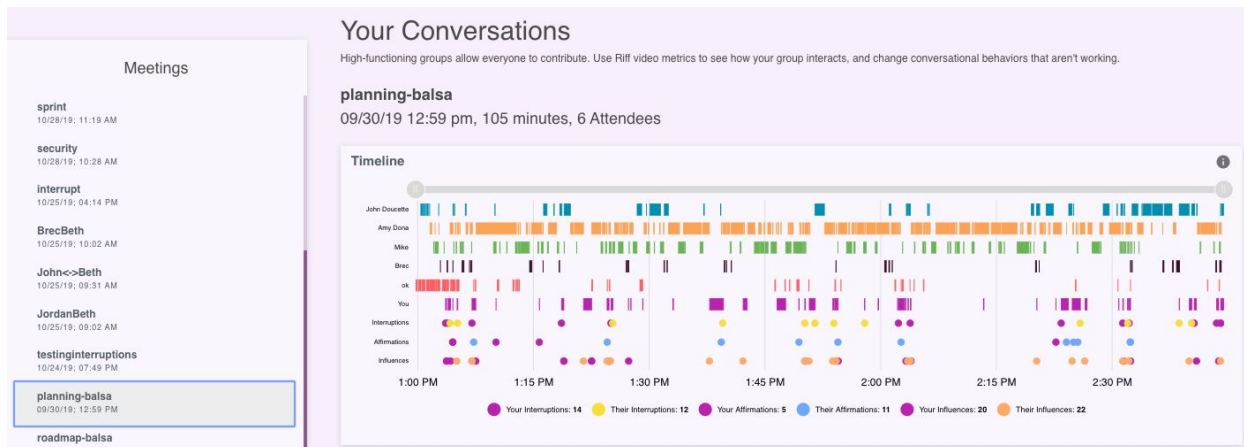 Meetings
sprint
10/28/19; 11:19 AM
security
10/28/19; 10:28 AM
interrupt
10/25/19; 04:14 PM
BrecBeth
10/25/19; 10:02 AM
John<->Beth
10/25/19; 09:31 AM
JordanBeth
10/25/19; 09:02 AM
testinginterruptions
10/24/19; 07:49 PM
planning-balsa
09/30/19; 12:59 PM
roadmap-balsa
Your Conversations
High-functioning groups allow everyone to contribute. Use Riff video metrics to see how your group interacts, and change conversational behaviors that aren't working.
planning-balsa
09/30/19 12:59 pm, 105 minutes, 6 Attendees
Timeline
John Doucette
Amy Dona
Mike
Brec
ok
You
Interruptions
Affirmations
Influences
1:00 PM 1:15 PM 1:30 PM 1:45 PM 2:00 PM 2:15 PM 2:30 PM
Your Interruptions: 14 Their Interruptions: 12 Your Affirmations: 5 Their Affirmations: 11 Your Influences: 20 Their Influences: 22